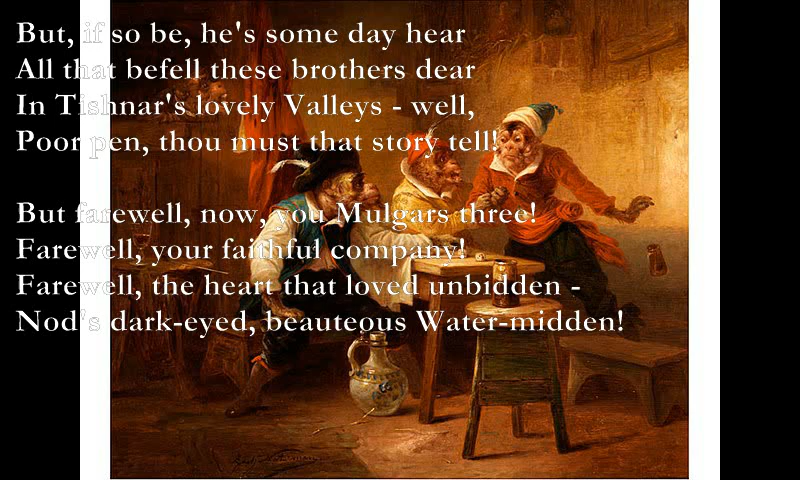 But, if so be, he's some day hear
All that befell these brothers dear
In Tishnar's lovely Valleys - well,
Poor pen, thou must that story tell!
But farewell, now, you Mulgars three!
Farewell, your faithful company!
Farewell, the heart that loved unbidden -
Nod's dark-eyed, beauteous Water-midden!